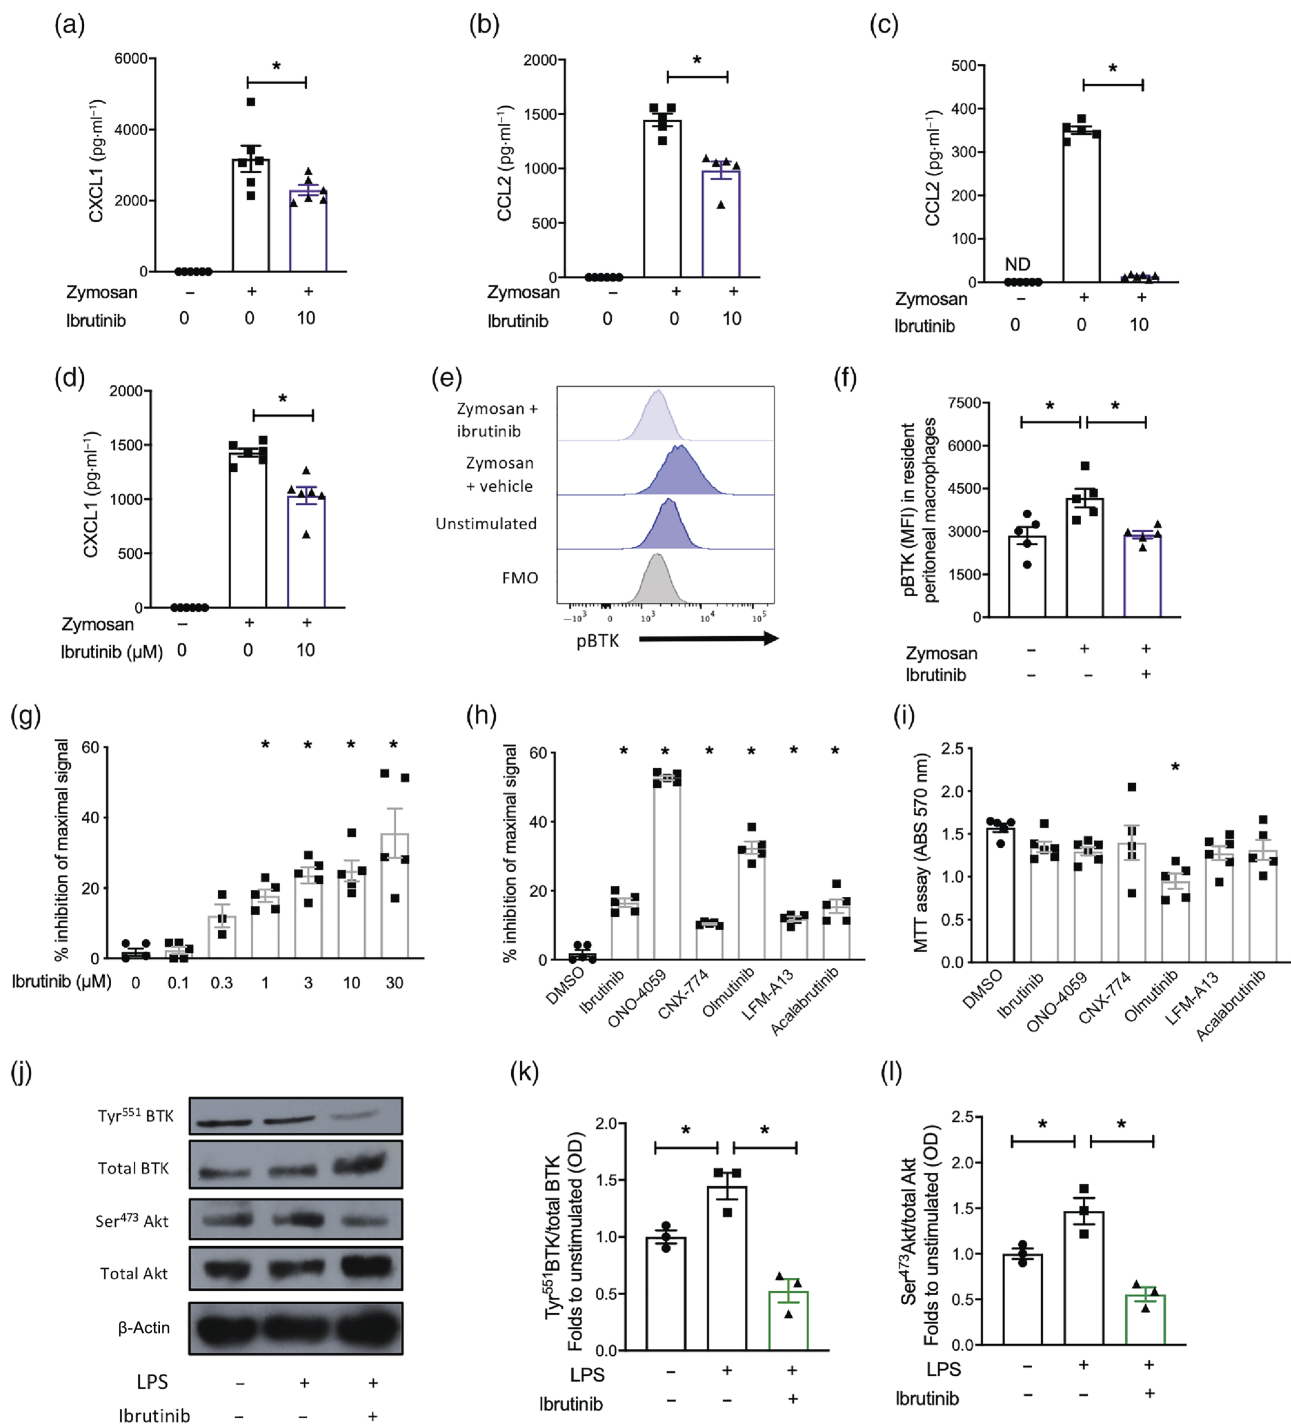 (a)
CXCL1 (pg·ml⁻¹)
6000
4000
2000
0
*
Zymosan – + +
Ibrutinib 0 0 10
(b)
CCL2 (pg·ml⁻¹)
2000
1500
1000
500
0
*
Zymosan – + +
Ibrutinib 0 0 10
(c)
CCL2 (pg·ml⁻¹)
500
400
300
200
100
0
*
ND
Zymosan – + +
Ibrutinib 0 0 10
(d)
CXCL1 (pg·ml⁻¹)
2000
1500
1000
500
0
*
Zymosan – + +
Ibrutinib (µM) 0 0 10
(e)
Zymosan +
ibrutinib
Zymosan
+ vehicle
Unstimulated
FMO
–10³ 0 10³ 10⁴ 10⁵
pBTK
(f)
pBTK (MFI) in resident
peritoneal macrophages
7500
6000
4500
3000
1500
0
* *
Zymosan – + +
Ibrutinib – – +
(g)
% inhibition of maximal signal
60
40
20
0
* * * *
Ibrutinib (µM) 0 0.1 0.3 1 3 10 30
(h)
% inhibition of maximal signal
60
40
20
0
* * * * * *
DMSO
Ibrutinib
ONO-4059
CNX-774
Olmutinib
LFM-A13
Acalabrutinib
(i)
MTT assay (ABS 570 nm)
2.5
2.0
1.5
1.0
0.5
0.0
*
DMSO
Ibrutinib
ONO-4059
CNX-774
Olmutinib
LFM-A13
Acalabrutinib
(j)
Tyr⁵⁵¹ BTK
Total BTK
Ser⁴⁷³ Akt
Total Akt
β-Actin
LPS – + +
Ibrutinib – – +
(k)
Tyr⁵⁵¹BTK/total BTK
Folds to unstimulated (OD)
2.0
1.5
1.0
0.5
0.0
* *
LPS – + +
Ibrutinib – – +
(l)
Ser⁴⁷³Akt/total Akt
Folds to unstimulated (OD)
2.5
2.0
1.5
1.0
0.5
0.0
* *
LPS – + +
Ibrutinib – – +